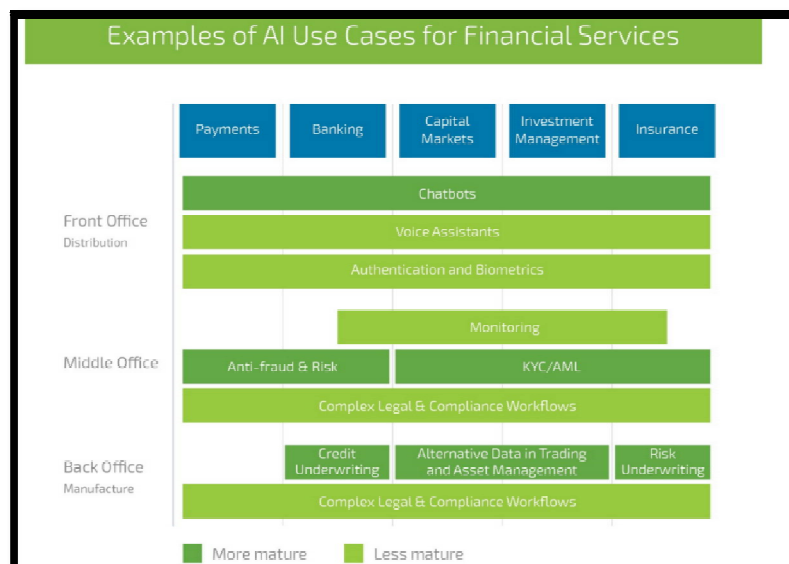 Examples of AI Use Cases for Financial Services
Payments
Banking
Capital
Markets
Investment
Management
Insurance
Front Office
Distribution
Chatbots
Voice Assistants
Authentication and Biometrics
Middle Office
Monitoring
Anti-fraud & Risk
KYC/AML
Complex Legal & Compliance Workflows
Back Office
Manufacture
Credit
Underwriting
Alternative Data in Trading
and Asset Management
Risk
Underwriting
Complex Legal & Compliance Workflows
More mature
Less mature